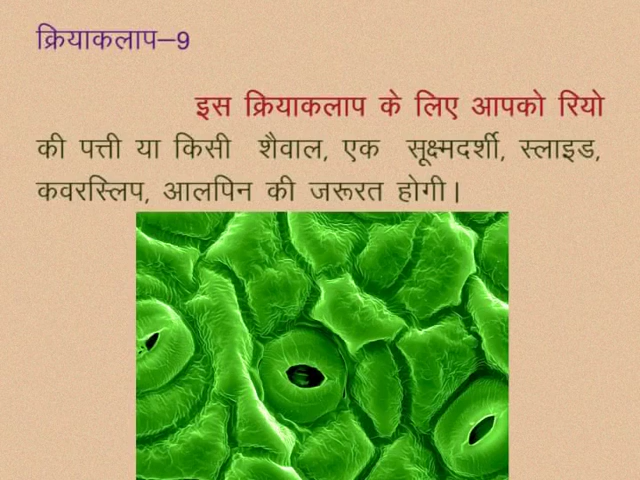 क्रियाकलाप–9
इस क्रियाकलाप के लिए आपको रियो
की पत्ती या किसी शैवाल, एक सूक्ष्मदर्शी, स्लाइड,
कवरस्लिप, आलपिन की जरूरत होगी।